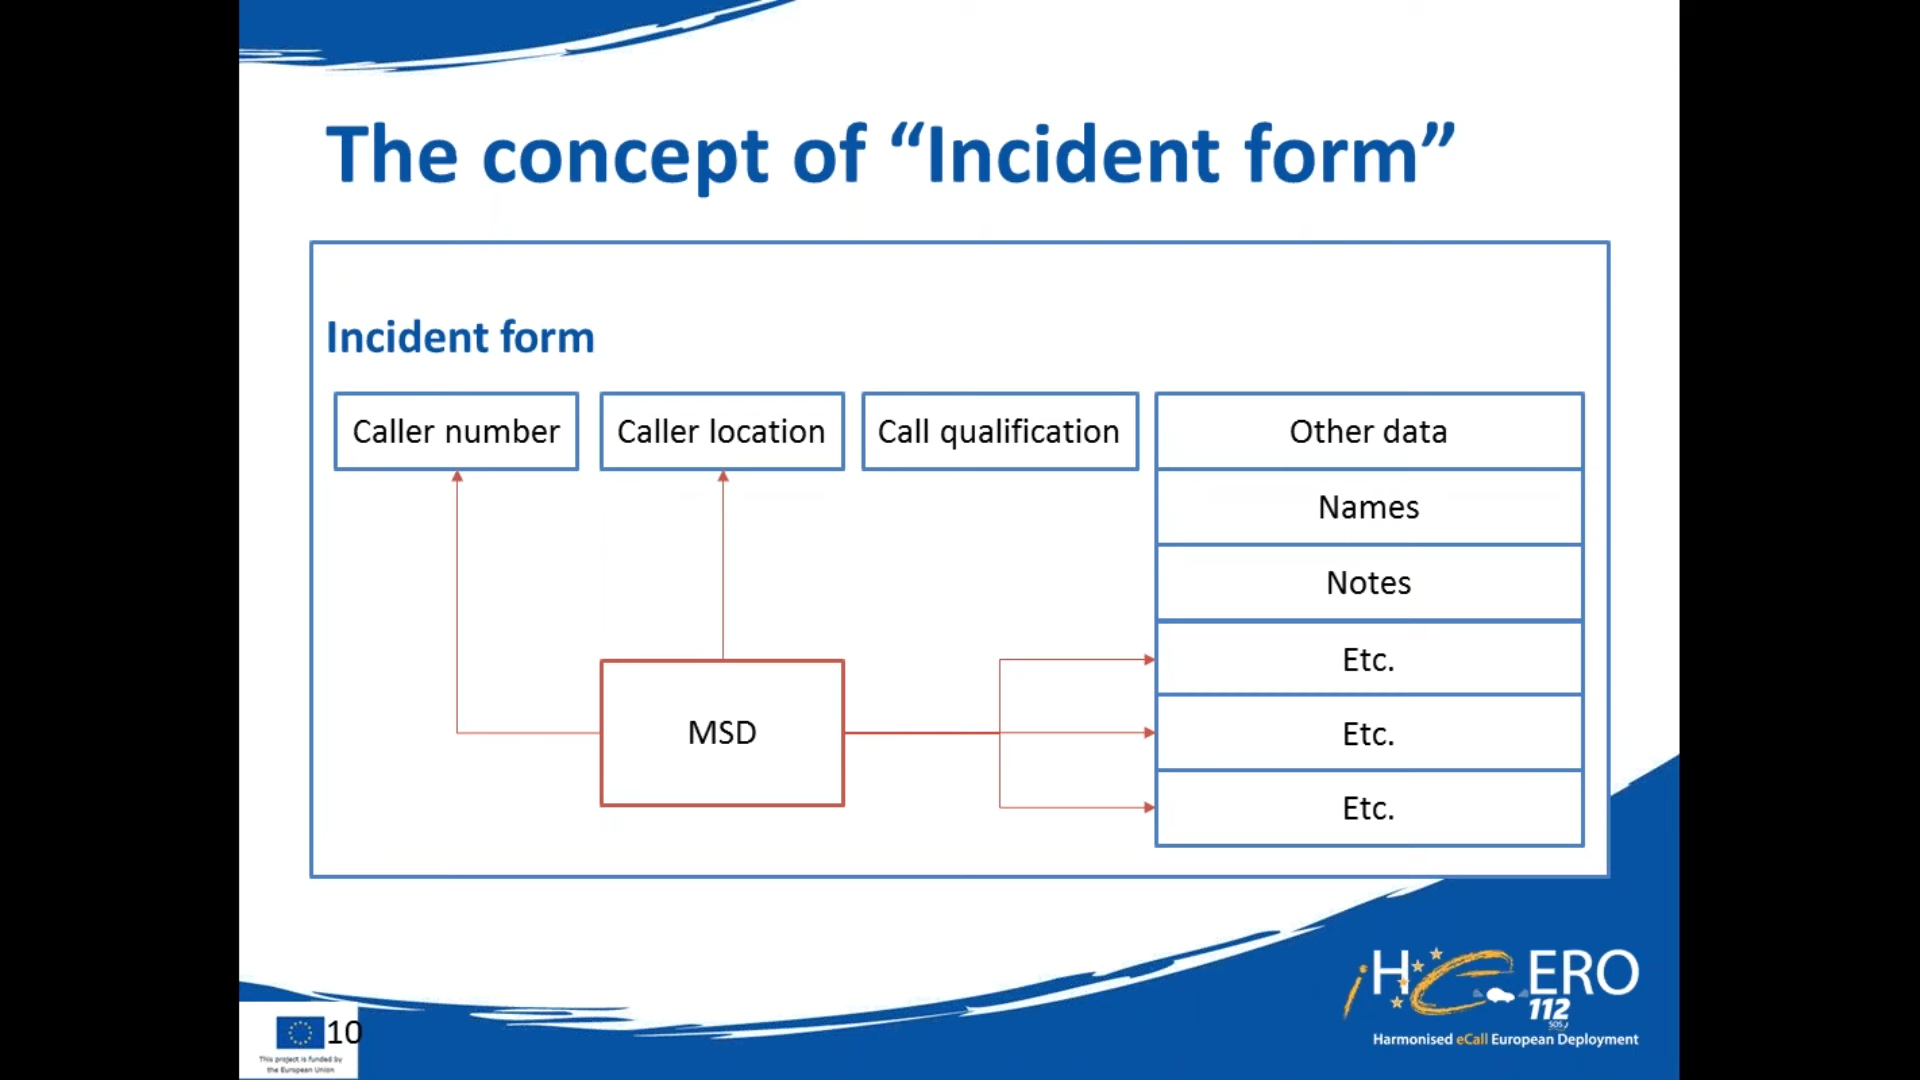 The concept of “Incident form”
Incident form
Caller number
Caller location
Call qualification
Other data
Names
Notes
Etc.
MSD
Etc.
Etc.
iHeERO
112
SOS
Harmonised eCall European Deployment
10
This project is funded by
the European Union